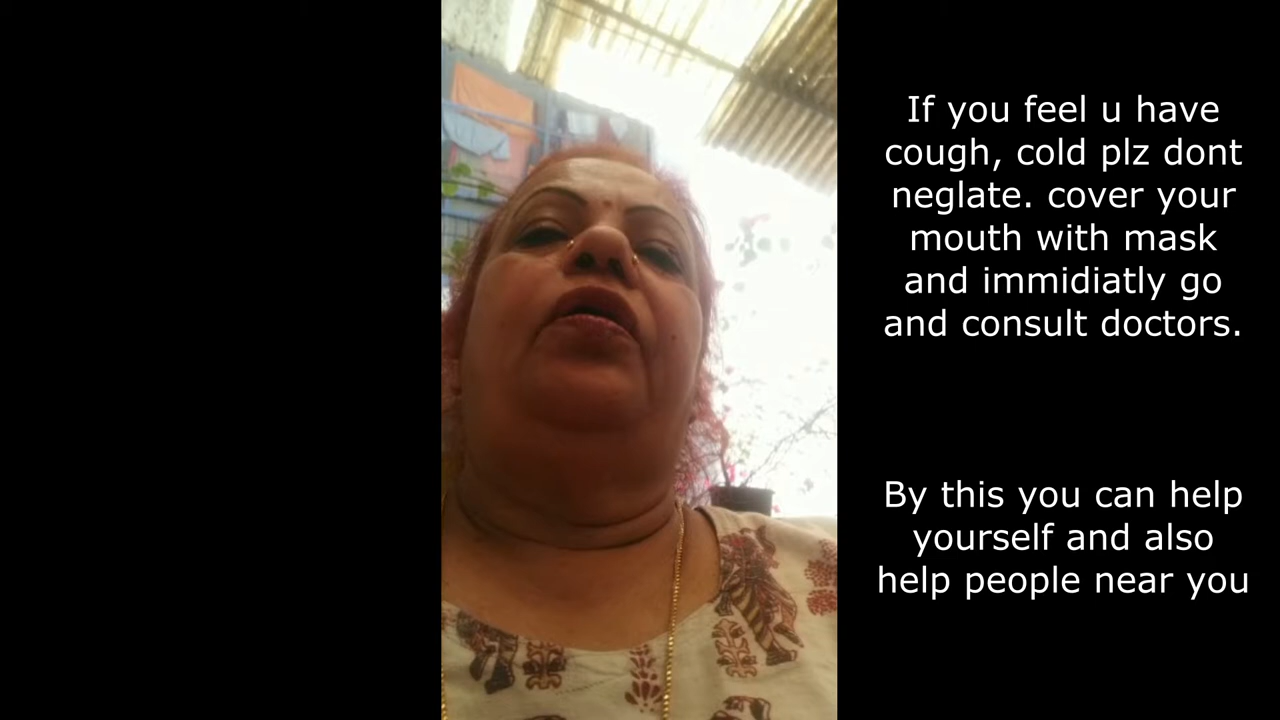 If you feel u have
cough, cold plz dont
neglate. cover your
mouth with mask
and immidiatly go
and consult doctors.
By this you can help
yourself and also
help people near you